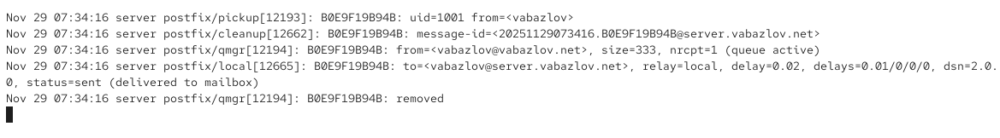 Nov 29 07:34:16 server postfix/pickup[12193]: B0E9F19B94B: uid=1001 from=<vabazlov>
Nov 29 07:34:16 server postfix/cleanup[12662]: B0E9F19B94B: message-id=<20251129073416.B0E9F19B94B@server.vabazlov.net>
Nov 29 07:34:16 server postfix/qmgr[12194]: B0E9F19B94B: from=<vabazlov@vabazlov.net>, size=333, nrcpt=1 (queue active)
Nov 29 07:34:16 server postfix/local[12665]: B0E9F19B94B: to=<vabazlov@server.vabazlov.net>, relay=local, delay=0.02, delays=0.01/0/0/0, dsn=2.0.
0, status=sent (delivered to mailbox)
Nov 29 07:34:16 server postfix/qmgr[12194]: B0E9F19B94B: removed